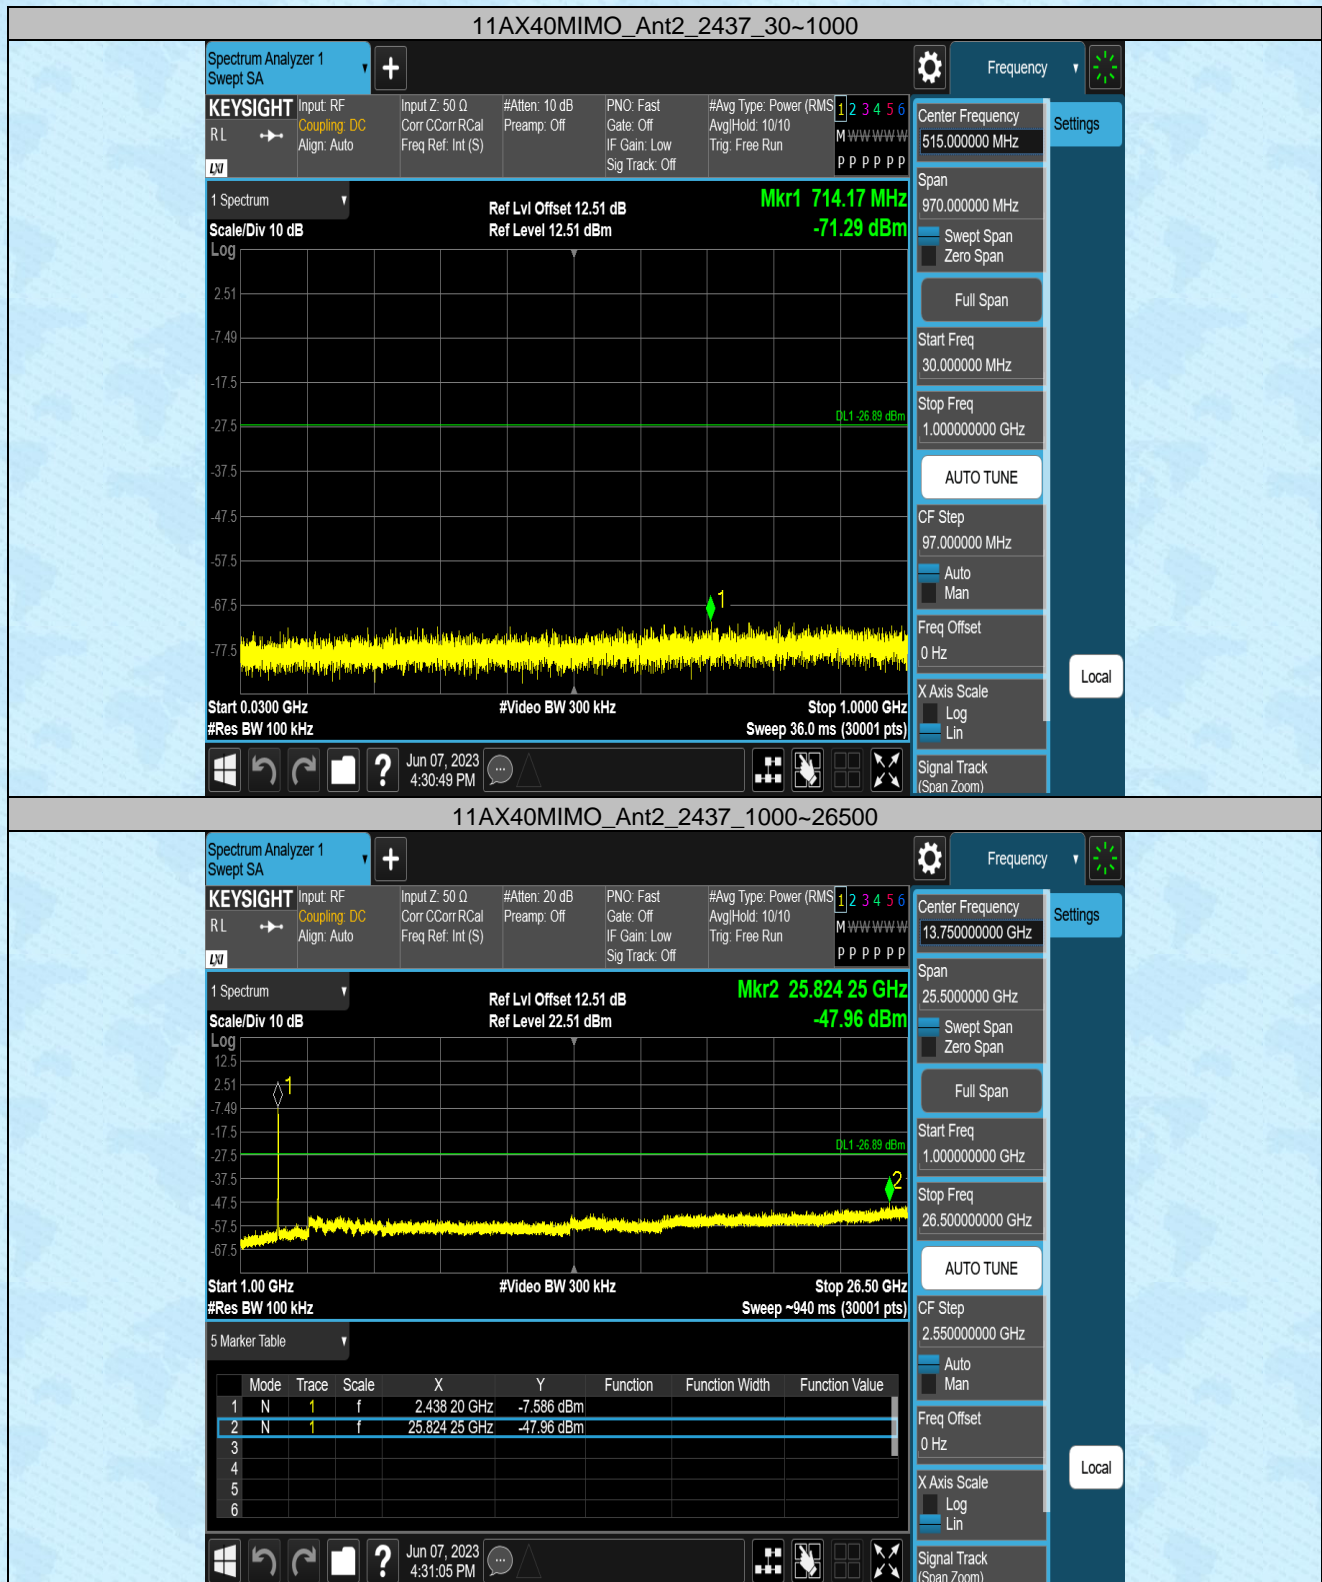 11AX40MIMO_Ant2_2437_30~1000
Spectrum Analyzer 1
Swept SA
Frequency
KEYSIGHT
RL
LXI
Input: RF
Coupling: DC
Align: Auto
Input Z: 50 Ω
Corr CCorr RCal
Freq Ref: Int (S)
#Atten: 10 dB
Preamp: Off
PNO: Fast
Gate: Off
IF Gain: Low
Sig Track: Off
#Avg Type: Power (RMS
Avg|Hold: 10/10
Trig: Free Run
1 2 3 4 5 6
M W W W W W
P P P P P P
Center Frequency
515.000000 MHz
Settings
Span
970.000000 MHz
Swept Span
Zero Span
Full Span
Start Freq
30.000000 MHz
Stop Freq
1.000000000 GHz
AUTO TUNE
CF Step
97.000000 MHz
Auto
Man
Freq Offset
0 Hz
X Axis Scale
Log
Lin
Signal Track
(Span Zoom)
Local
1 Spectrum
Scale/Div 10 dB
Log
Ref Lvl Offset 12.51 dB
Ref Level 12.51 dBm
Mkr1 714.17 MHz
-71.29 dBm
2.51
-7.49
-17.5
-27.5
-37.5
-47.5
-57.5
-67.5
-77.5
DL1 -26.89 dBm
1
Start 0.0300 GHz
#Video BW 300 kHz
Stop 1.0000 GHz
#Res BW 100 kHz
Sweep 36.0 ms (30001 pts)
Jun 07, 2023
4:30:49 PM
11AX40MIMO_Ant2_2437_1000~26500
Spectrum Analyzer 1
Swept SA
Frequency
KEYSIGHT
RL
LXI
Input: RF
Coupling: DC
Align: Auto
Input Z: 50 Ω
Corr CCorr RCal
Freq Ref: Int (S)
#Atten: 20 dB
Preamp: Off
PNO: Fast
Gate: Off
IF Gain: Low
Sig Track: Off
#Avg Type: Power (RMS
Avg|Hold: 10/10
Trig: Free Run
1 2 3 4 5 6
M W W W W W
P P P P P P
Center Frequency
13.750000000 GHz
Settings
Span
25.5000000 GHz
Swept Span
Zero Span
Full Span
Start Freq
1.000000000 GHz
Stop Freq
26.500000000 GHz
AUTO TUNE
CF Step
2.550000000 GHz
Auto
Man
Freq Offset
0 Hz
X Axis Scale
Log
Lin
Signal Track
(Span Zoom)
Local
1 Spectrum
Scale/Div 10 dB
Log
Ref Lvl Offset 12.51 dB
Ref Level 22.51 dBm
Mkr2 25.824 25 GHz
-47.96 dBm
12.5
2.51
-7.49
-17.5
-27.5
-37.5
-47.5
-57.5
-67.5
DL1 -26.89 dBm
1
2
Start 1.00 GHz
#Video BW 300 kHz
Stop 26.50 GHz
#Res BW 100 kHz
Sweep ~940 ms (30001 pts)
5 Marker Table
Mode Trace Scale X Y Function Function Width Function Value
1 N 1 f 2.438 20 GHz -7.586 dBm
2 N 1 f 25.824 25 GHz -47.96 dBm
3
4
5
6
Jun 07, 2023
4:31:05 PM